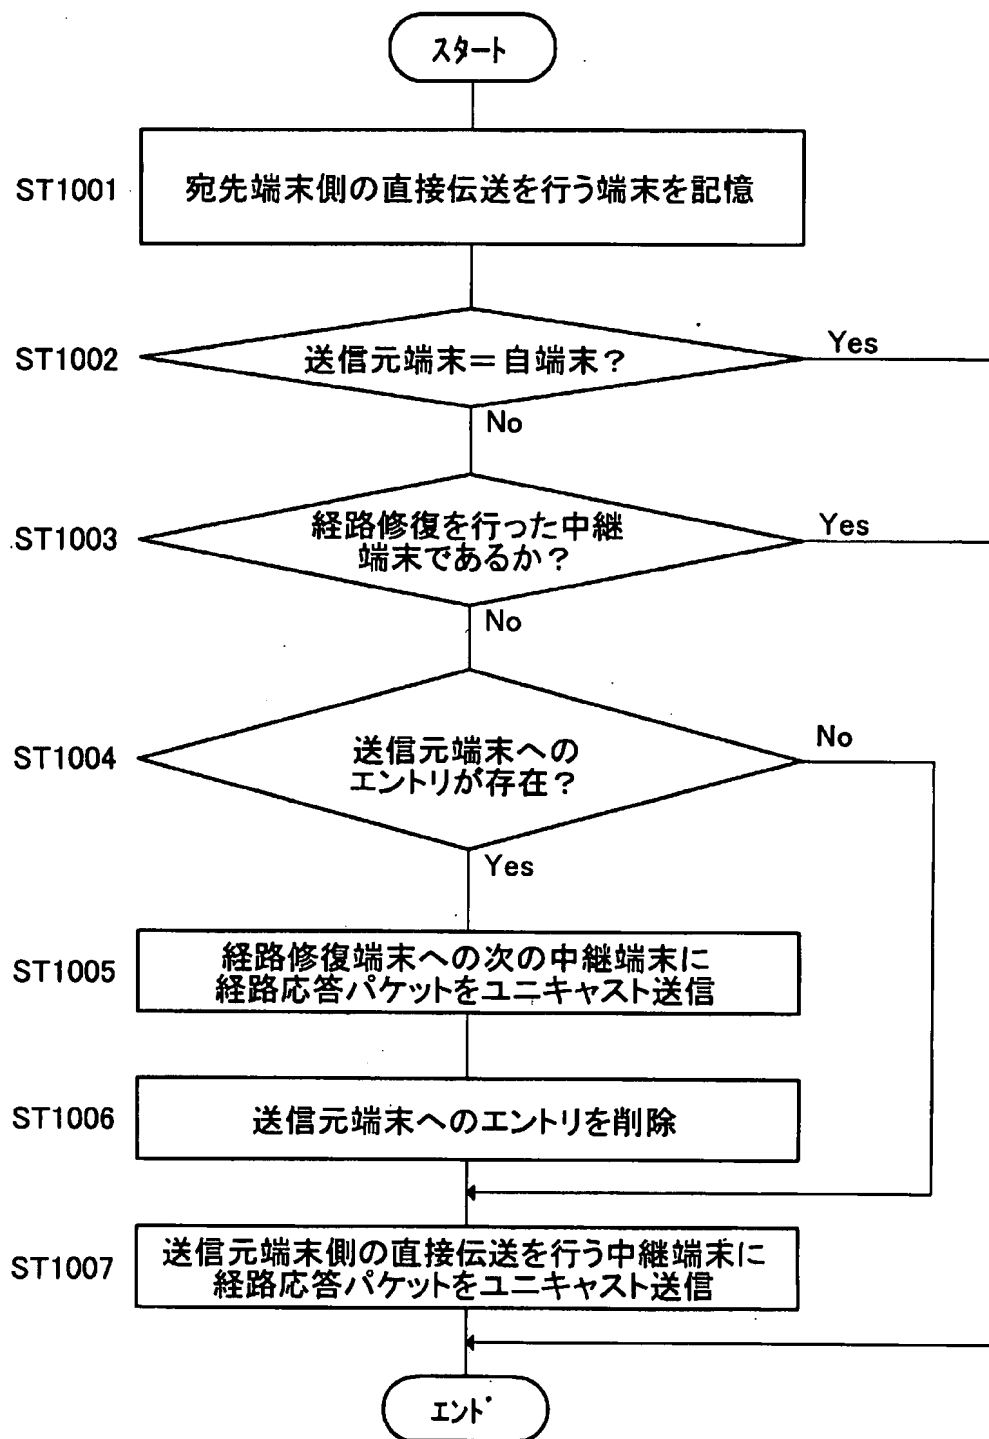 スタート
ST1001
宛先端末側の直接伝送を行う端末を記憶
ST1002
送信元端末＝自端末？
Yes
No
ST1003
経路修復を行った中継
端末であるか？
Yes
No
ST1004
送信元端末への
エントリが存在？
No
Yes
ST1005
経路修復端末への次の中継端末に
経路応答パケットをユニキャスト送信
ST1006
送信元端末へのエントリを削除
ST1007
送信元端末側の直接伝送を行う中継端末に
経路応答パケットをユニキャスト送信
エンド